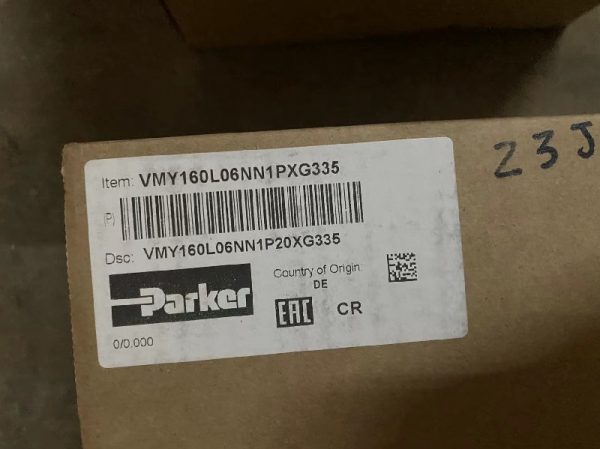 Item: VMY160L06NN1PXG335
(P)
Dsc: VMY160L06NN1P20XG335
Parker
Country of Origin
DE
EAC CR
0/0.000
23J